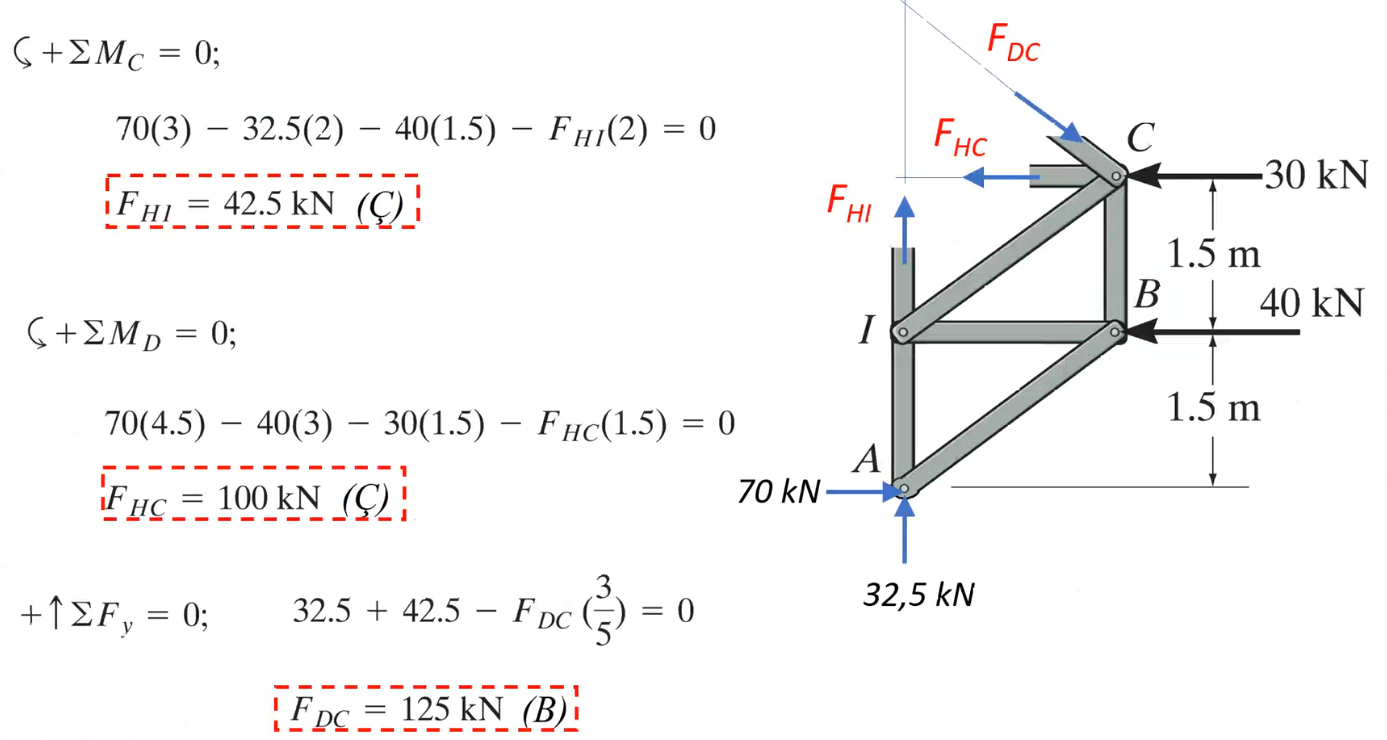 ↺+ΣM_C = 0;
70(3) − 32.5(2) − 40(1.5) − F_HI(2) = 0
F_HI = 42.5 kN (Ç)
↺+ΣM_D = 0;
70(4.5) − 40(3) − 30(1.5) − F_HC(1.5) = 0
F_HC = 100 kN (Ç)
+↑ΣF_y = 0; 32.5 + 42.5 − F_DC (3/5) = 0
F_DC = 125 kN (B)
F_DC
C
F_HC
30 kN
F_HI
1.5 m
B
40 kN
I
1.5 m
A
70 kN
32,5 kN